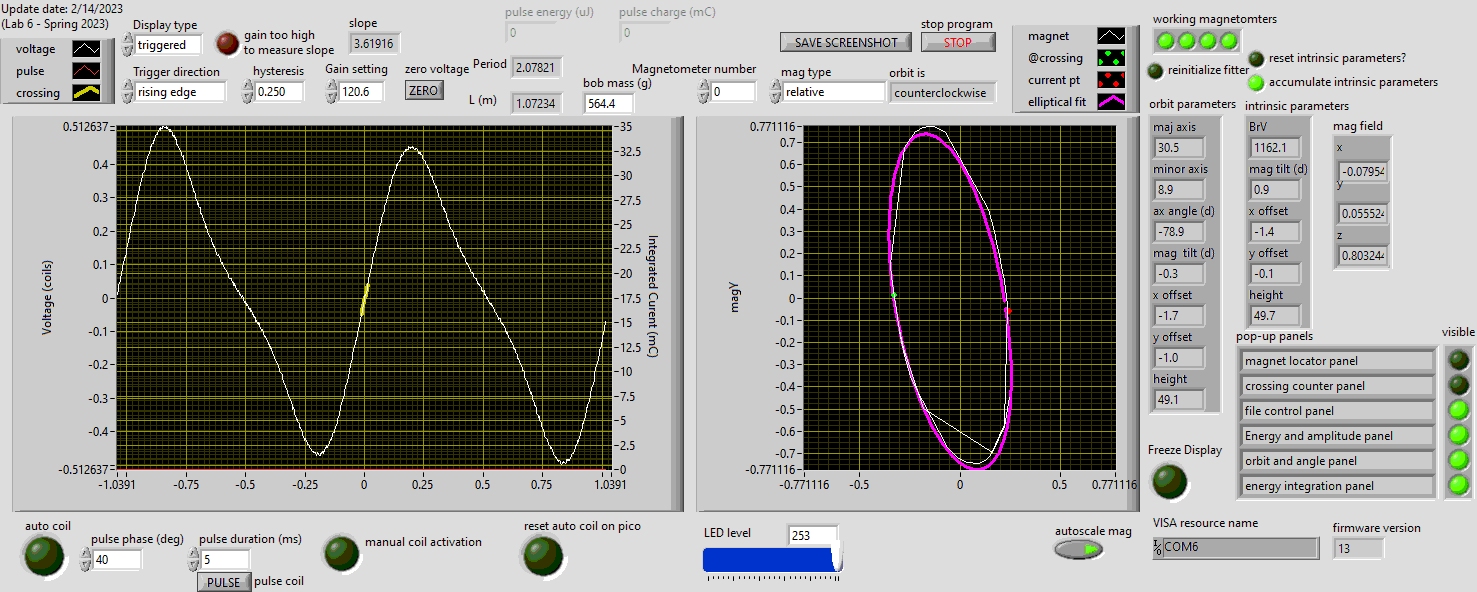 Update date: 2/14/2023
(Lab 6 - Spring 2023)
voltage
pulse
crossing
Display type
triggered
gain too high
to measure slope
slope
3.61916
Trigger direction
rising edge
hysteresis
0.250
Gain setting
120.6
zero voltage
ZERO
pulse energy (uJ)
0
pulse charge (mC)
0
Period
2.07821
L (m)
1.07234
bob mass (g)
564.4
Magnetometer number
0
mag type
relative
orbit is
counterclockwise
SAVE SCREENSHOT
stop program
STOP
magnet
@crossing
current pt
elliptical fit
working magnetomters
reinitialize fitter
reset intrinsic parameters?
accumulate intrinsic parameters
orbit parameters
maj axis
30.5
minor axis
8.9
ax angle (d)
-78.9
mag tilt (d)
-0.3
x offset
-1.7
y offset
-1.0
height
49.1
intrinsic parameters
BrV
1162.1
mag tilt (d)
0.9
x offset
-1.4
y offset
-0.1
height
49.7
mag field
x
-0.07954
y
0.055524
z
0.803244
Voltage (coils)
0.512637
0.4
0.3
0.2
0.1
0
-0.1
-0.2
-0.3
-0.4
-0.512637
-1.0391
-0.75
-0.5
-0.25
0
0.25
0.5
0.75
1.0391
35
32.5
30
27.5
25
22.5
20
17.5
15
12.5
10
7.5
5
2.5
0
Integrated Curent (mC)
magy
0.771116
0.7
0.6
0.5
0.4
0.3
0.2
0.1
0
-0.1
-0.2
-0.3
-0.4
-0.5
-0.6
-0.7
-0.771116
-0.771116
-0.5
0
0.5
0.771116
pop-up panels
visible
magnet locator panel
crossing counter panel
file control panel
Energy and amplitude panel
orbit and angle panel
energy integration panel
Freeze Display
auto coil
pulse phase (deg)
40
pulse duration (ms)
5
PULSE
pulse coil
manual coil activation
reset auto coil on pico
LED level
253
autoscale mag
VISA resource name
COM6
firmware version
13